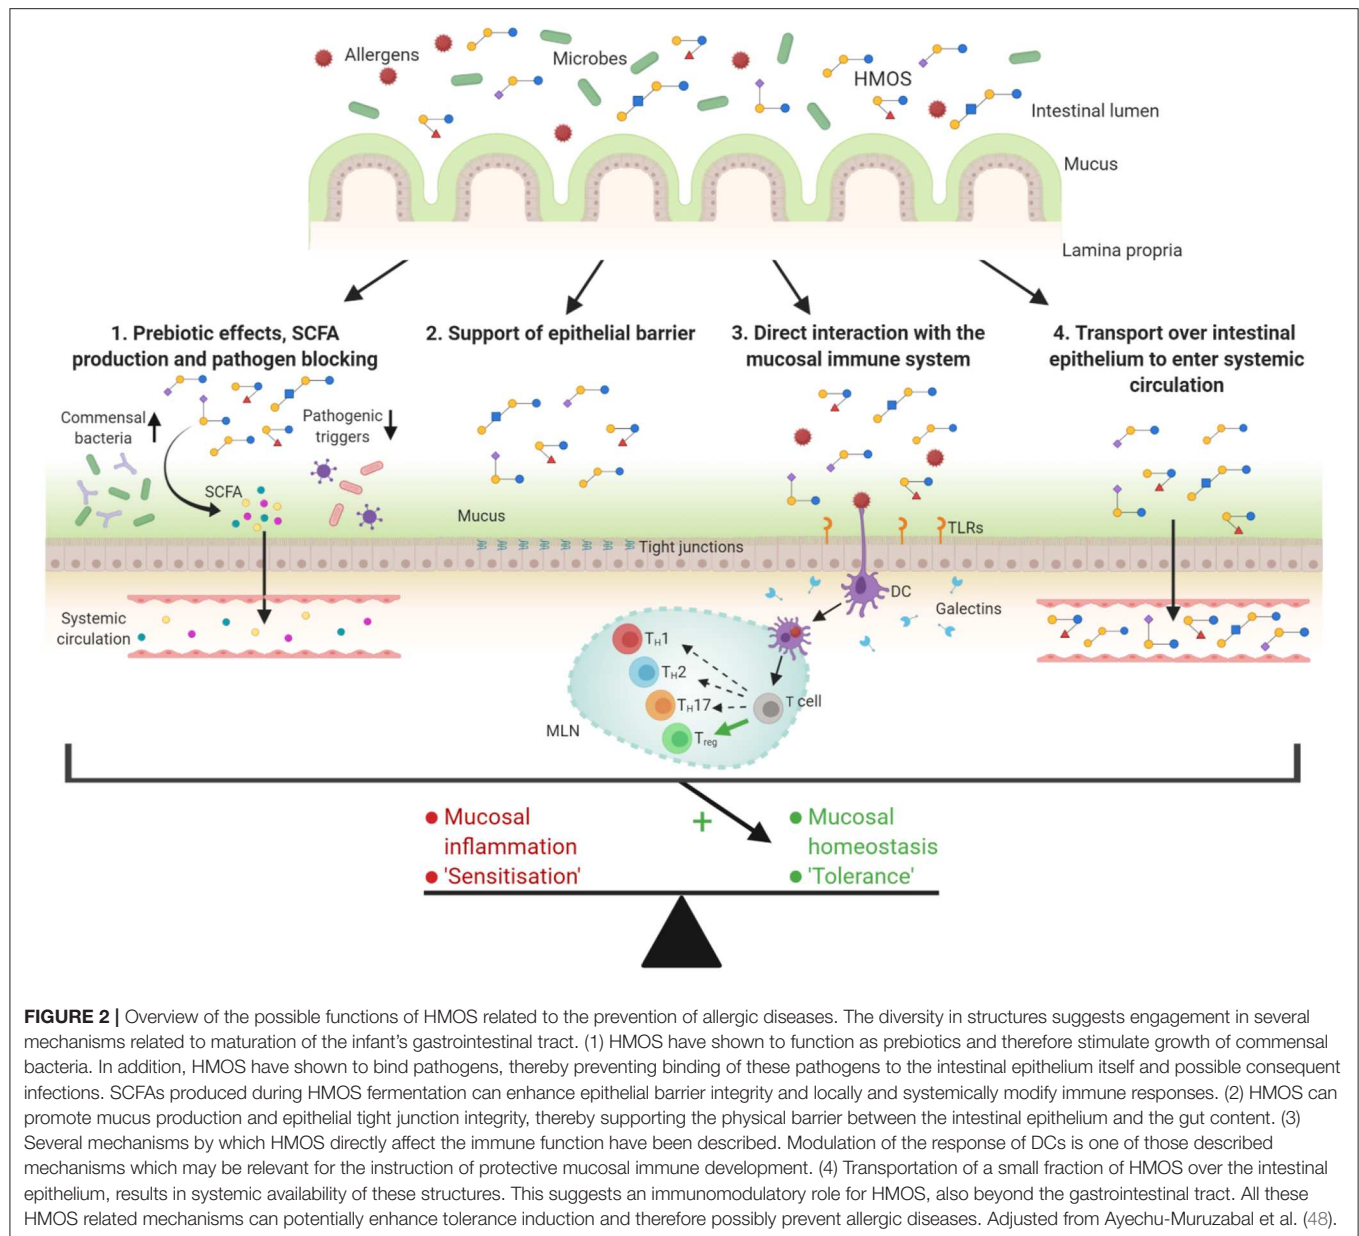 Allergens
Microbes
HMOS
Intestinal lumen
Mucus
Lamina propria
1. Prebiotic effects, SCFA
production and pathogen blocking
2. Support of epithelial barrier
3. Direct interaction with the
mucosal immune system
4. Transport over intestinal
epithelium to enter systemic
circulation
Commensal
bacteria
Pathogenic
triggers
SCFA
Mucus
Tight junctions
TLRs
DC
Galectins
Systemic
circulation
TH1
TH2
TH17
Treg
T cell
MLN
+
● Mucosal
inflammation
● 'Sensitisation'
● Mucosal
homeostasis
● 'Tolerance'
FIGURE 2 | Overview of the possible functions of HMOS related to the prevention of allergic diseases. The diversity in structures suggests engagement in several
mechanisms related to maturation of the infant's gastrointestinal tract. (1) HMOS have shown to function as prebiotics and therefore stimulate growth of commensal
bacteria. In addition, HMOS have shown to bind pathogens, thereby preventing binding of these pathogens to the intestinal epithelium itself and possible consequent
infections. SCFAs produced during HMOS fermentation can enhance epithelial barrier integrity and locally and systemically modify immune responses. (2) HMOS can
promote mucus production and epithelial tight junction integrity, thereby supporting the physical barrier between the intestinal epithelium and the gut content. (3)
Several mechanisms by which HMOS directly affect the immune function have been described. Modulation of the response of DCs is one of those described
mechanisms which may be relevant for the instruction of protective mucosal immune development. (4) Transportation of a small fraction of HMOS over the intestinal
epithelium, results in systemic availability of these structures. This suggests an immunomodulatory role for HMOS, also beyond the gastrointestinal tract. All these
HMOS related mechanisms can potentially enhance tolerance induction and therefore possibly prevent allergic diseases. Adjusted from Ayechu-Muruzabal et al. (48).